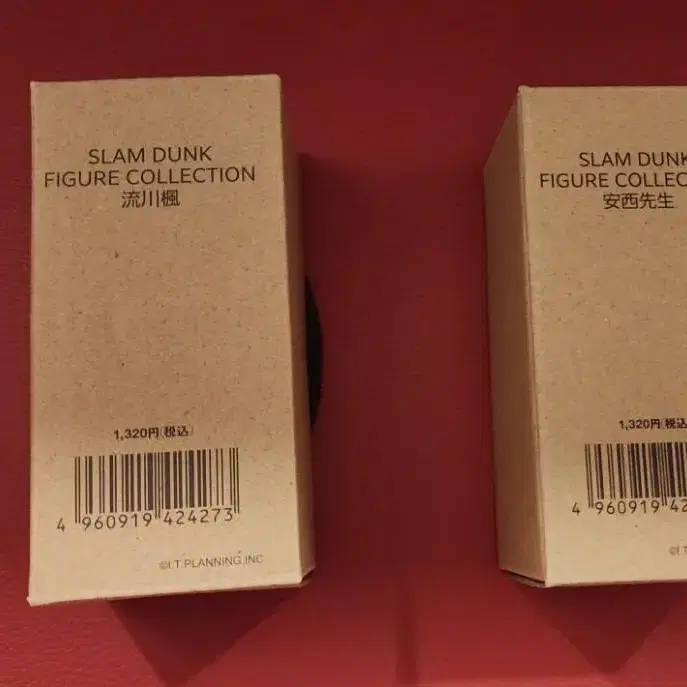 SLAM DUNK
FIGURE COLLECTION
流川楓
1,320円(税込)
4 960919 424273
©I.T.PLANNING,INC
SLAM DUNK
FIGURE COLLEC
安西先生
1,320円(税込
4 960919 42
©I.T